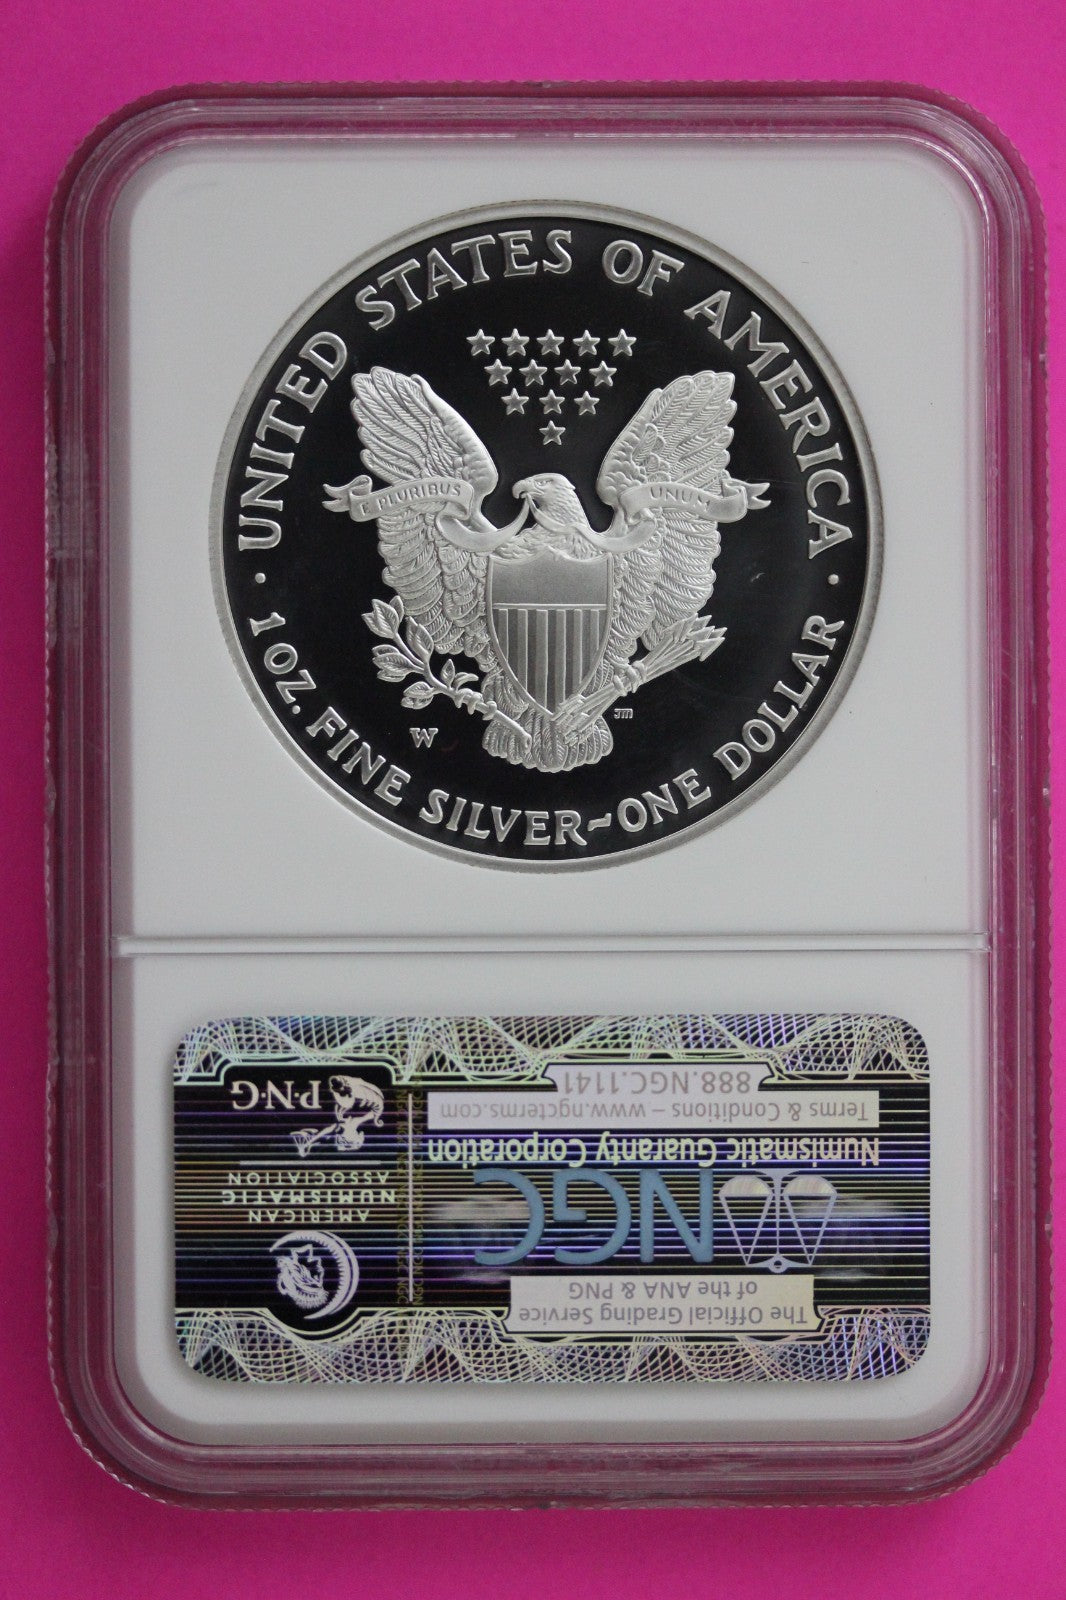 UNITED STATES OF AMERICA
E PLURIBUS UNUM
W
JM
· 1 OZ. FINE SILVER~ONE DOLLAR ·
The Official Grading Service
of the ANA & PNG
NGC
Numismatic Guaranty Corporation
Terms & Conditions – www.ngcterms.com
888.NGC.1141
AMERICAN
NUMISMATIC
ASSOCIATION
P·N·G